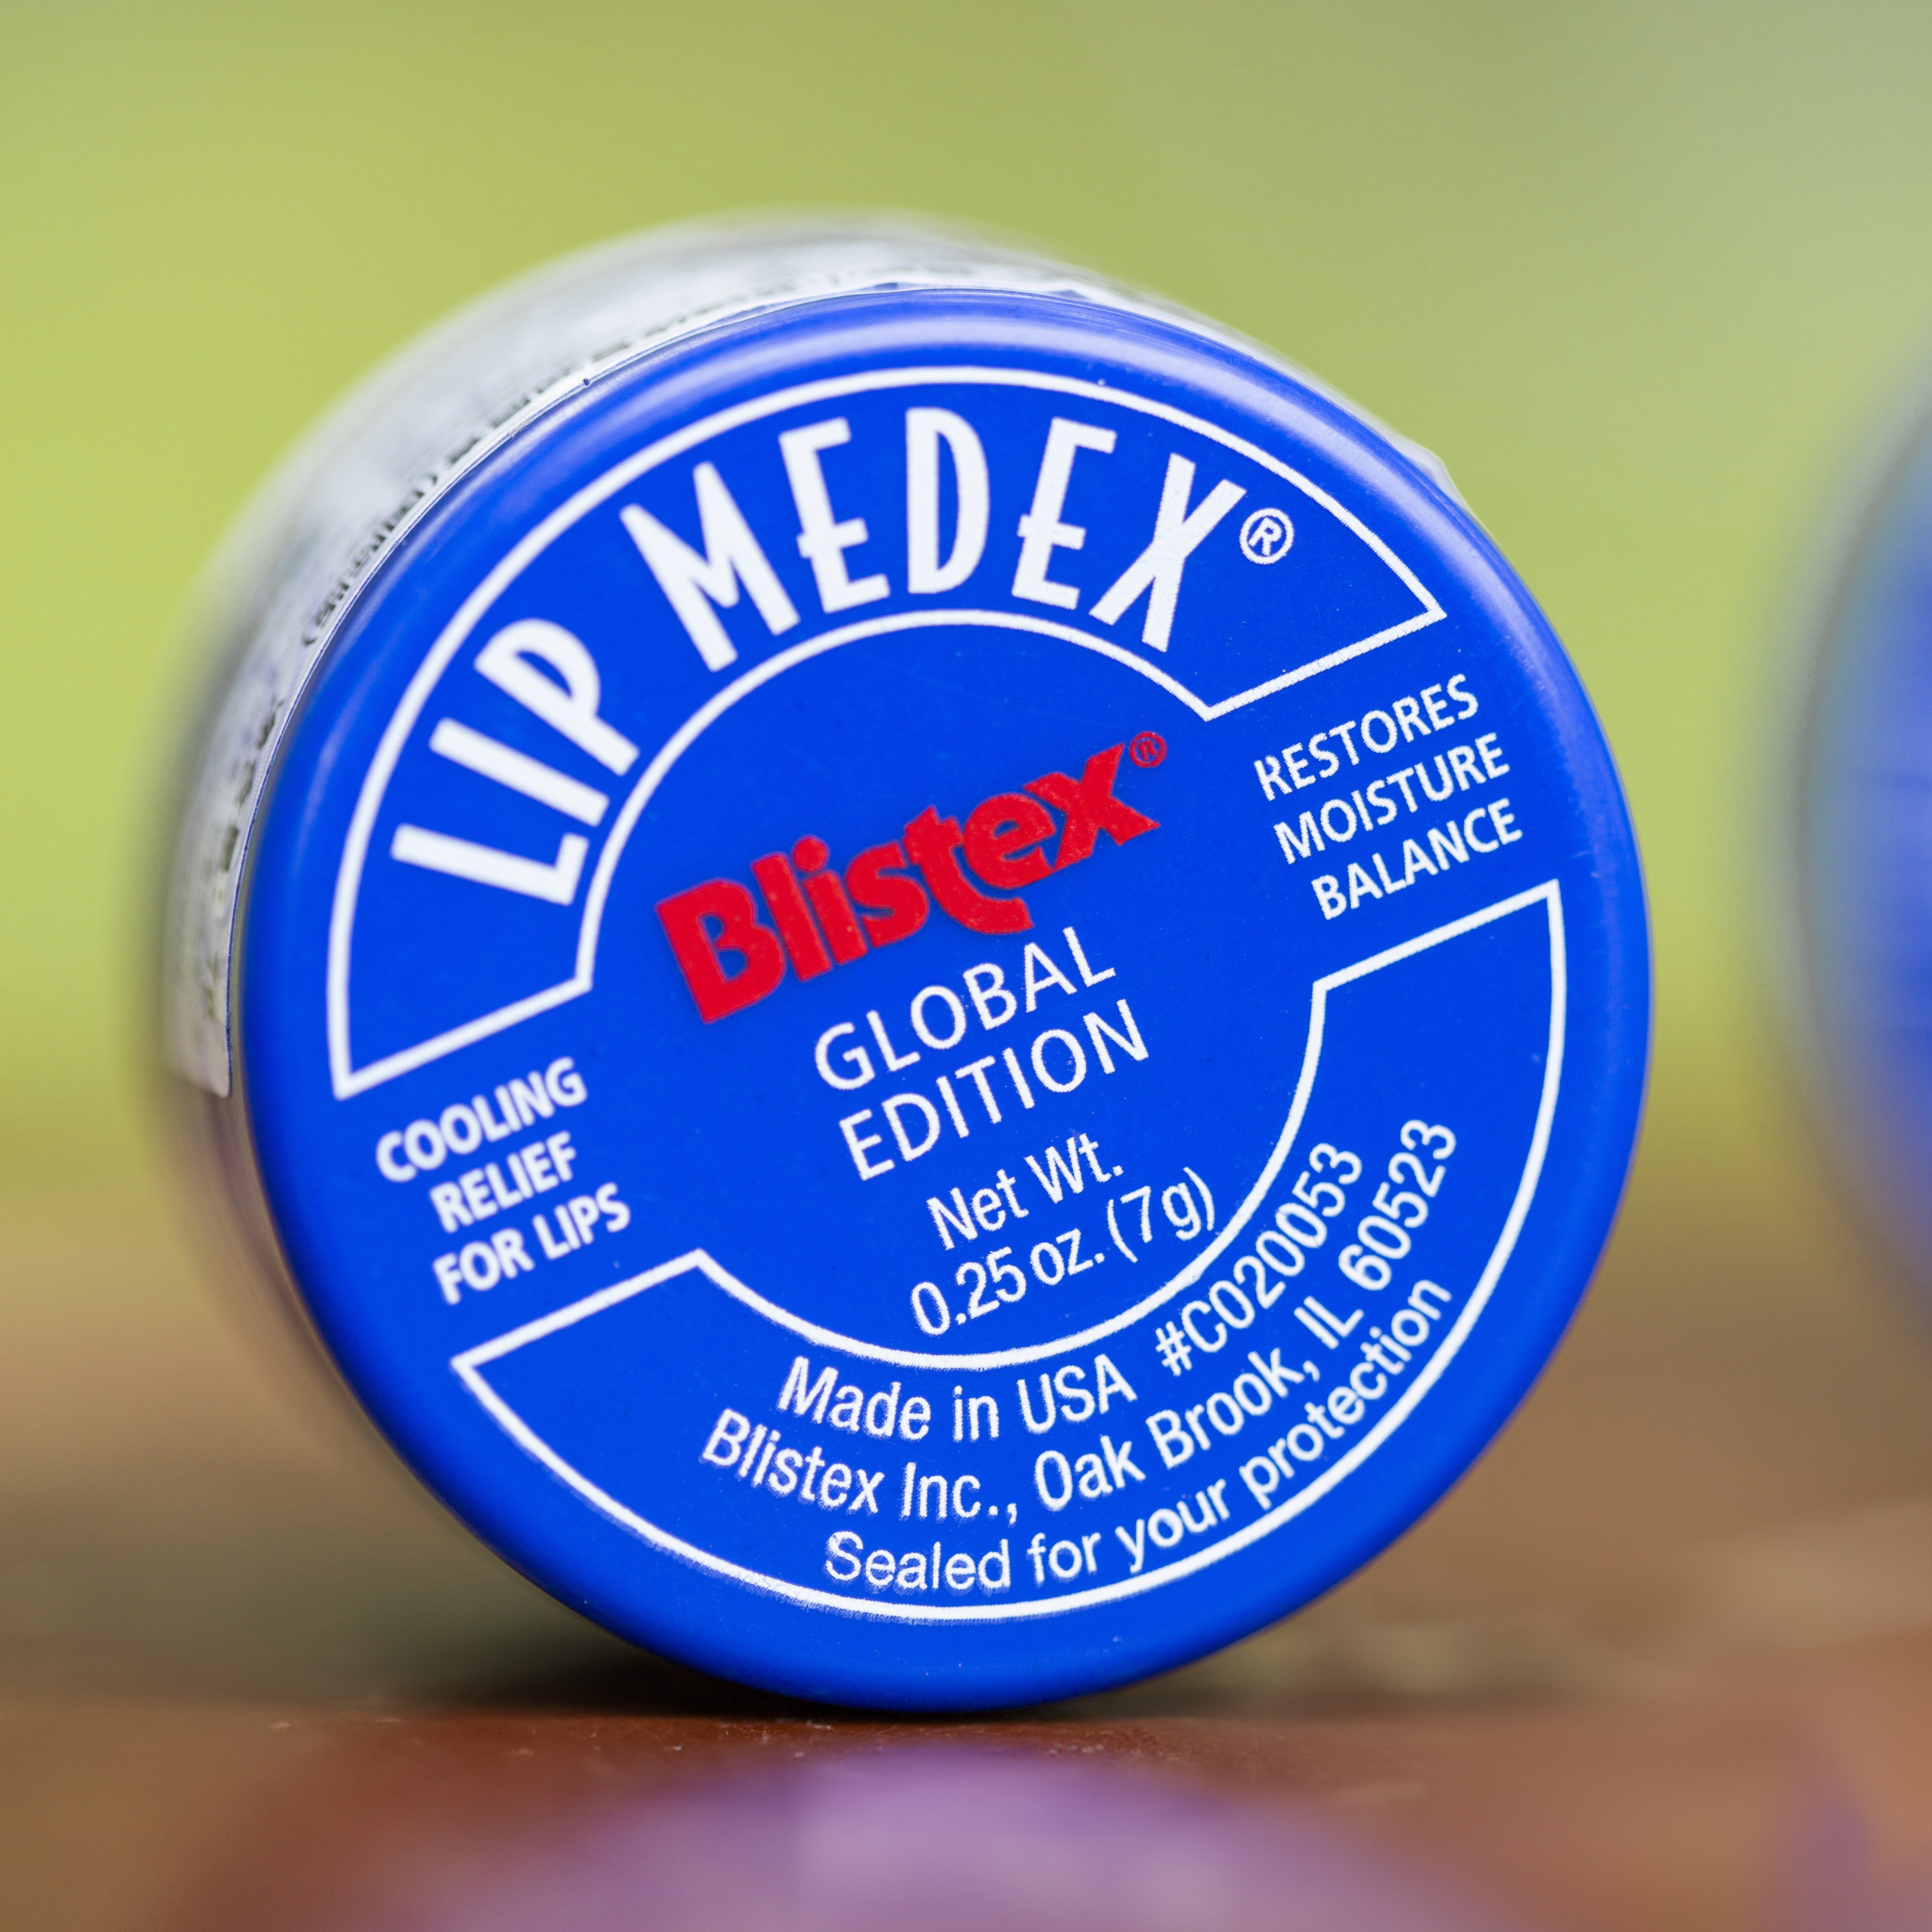 LIP MEDEX®
Blistex®
GLOBAL
EDITION
Net Wt.
0.25 oz. (7g)
RESTORES
MOISTURE
BALANCE
COOLING
RELIEF
FOR LIPS
Made in USA #C020053
Blistex Inc., Oak Brook, IL 60523
Sealed for your protection